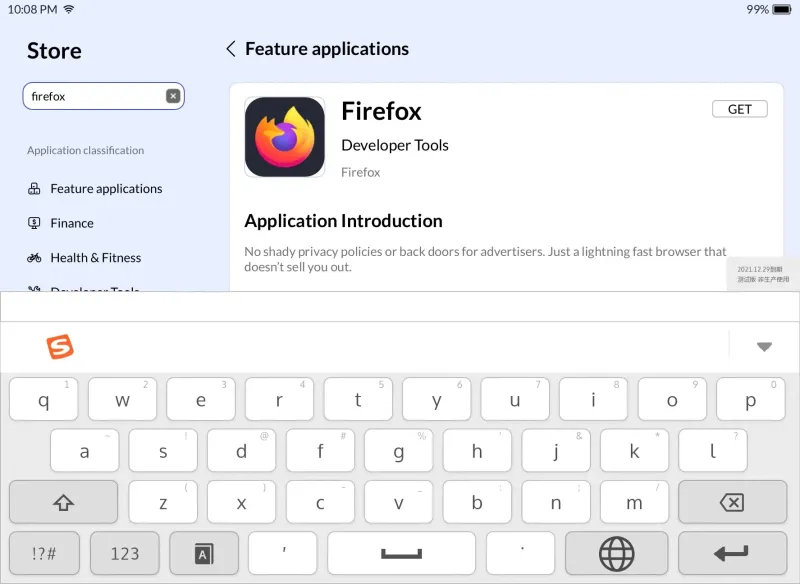 10:08 PM
99%
Store
Feature applications
firefox
Firefox
GET
Developer Tools
Firefox
Application classification
Feature applications
Finance
Health & Fitness
Developer Tools
Application Introduction
No shady privacy policies or back doors for advertisers. Just a lightning fast browser that
doesn't sell you out.
2021.12.29到期
测试版 非生产使用
S
q 1 w 2 e 3 r 4 t 5 y 6 u 7 i 8 o 9 p 0
a ~ s ! d @ f # g % h ' j & k * l ?
z ( x ) c - v _ b : n ; m /
!?# 123 A , .